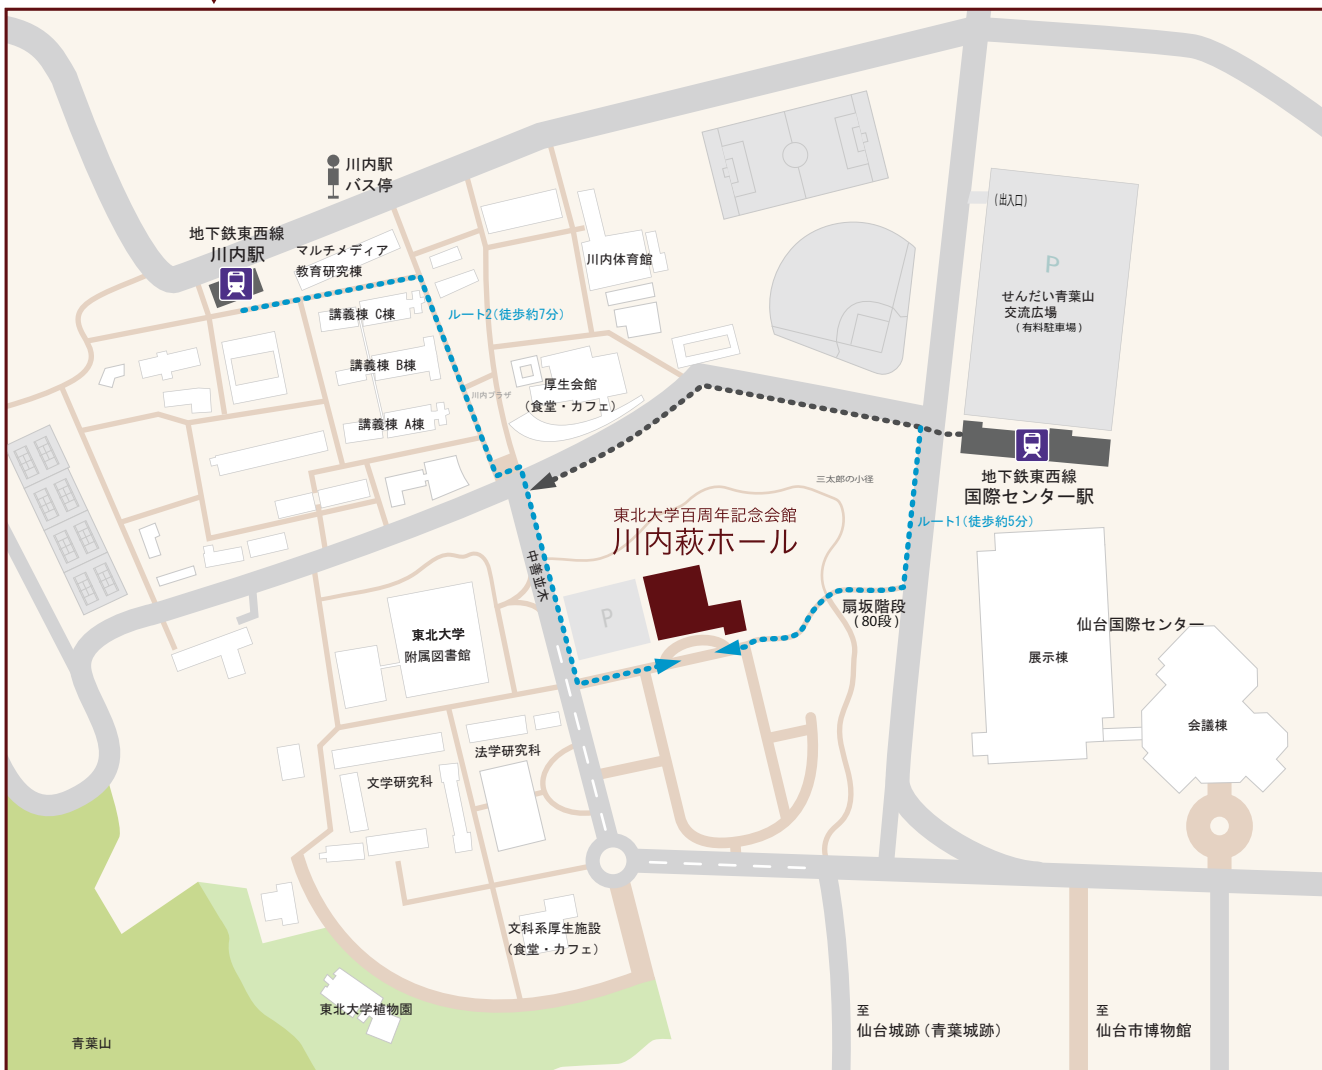 川内駅
バス停
地下鉄東西線
川内駅
マルチメディア
教育研究棟
講義棟 C棟
ルート2(徒歩約7分)
講義棟 B棟
川内プラザ
講義棟 A棟
川内体育館
厚生会館
(食堂・カフェ)
(出入口)
P
せんだい青葉山
交流広場
(有料駐車場)
地下鉄東西線
国際センター駅
ルート1(徒歩約5分)
三太郎の小径
東北大学百周年記念会館
川内萩ホール
中善並木
P
扇坂階段
(80段)
仙台国際センター
展示棟
会議棟
東北大学
附属図書館
法学研究科
文学研究科
文科系厚生施設
(食堂・カフェ)
東北大学植物園
青葉山
至
仙台城跡(青葉城跡)
至
仙台市博物館